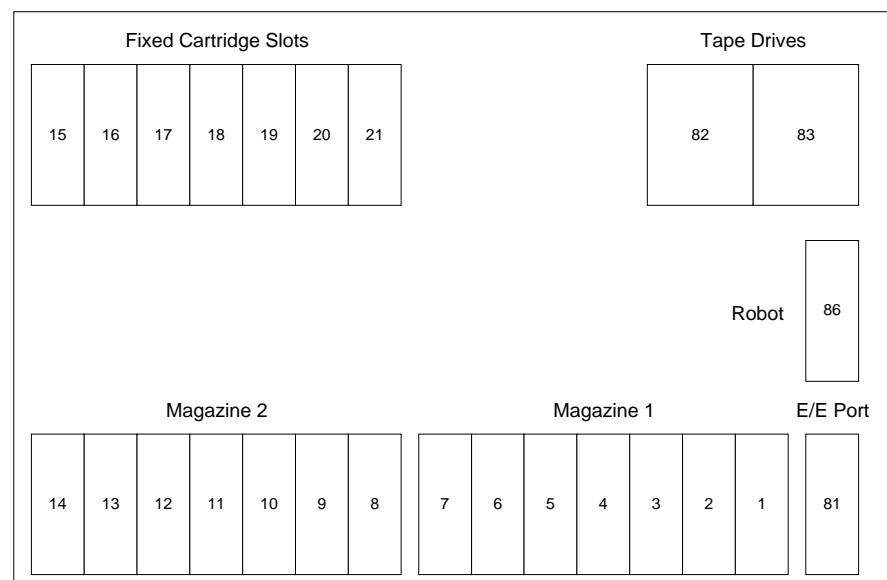 Fixed Cartridge Slots
Tape Drives
15 16 17 18 19 20 21
82 83
Robot 86
Magazine 2
Magazine 1
E/E Port
14 13 12 11 10 9 8
7 6 5 4 3 2 1
81